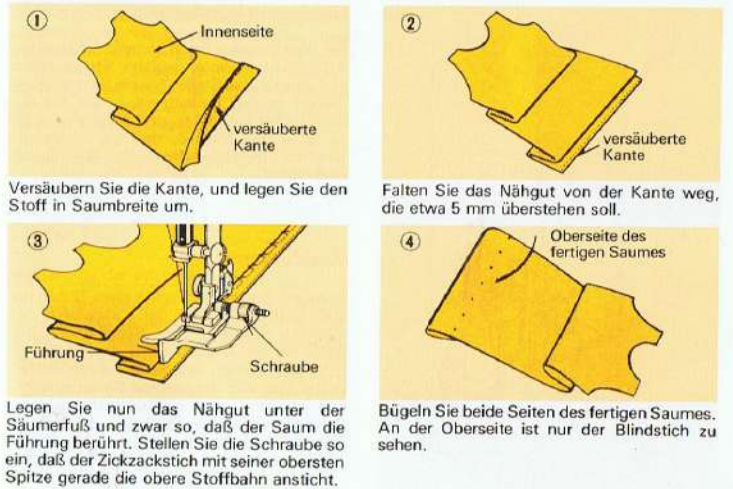 ①
Innenseite
versäuberte
Kante
Versäubern Sie die Kante, und legen Sie den
Stoff in Saumbreite um.
②
versäuberte
Kante
Falten Sie das Nähgut von der Kante weg,
die etwa 5 mm überstehen soll.
③
Führung
Schraube
Legen Sie nun das Nähgut unter der
Säumerfuß und zwar so, daß der Saum die
Führung berührt. Stellen Sie die Schraube so
ein, daß der Zickzackstich mit seiner obersten
Spitze gerade die obere Stoffbahn ansticht.
④
Oberseite des
fertigen Saumes
Bügeln Sie beide Seiten des fertigen Saumes.
An der Oberseite ist nur der Blindstich zu
sehen.